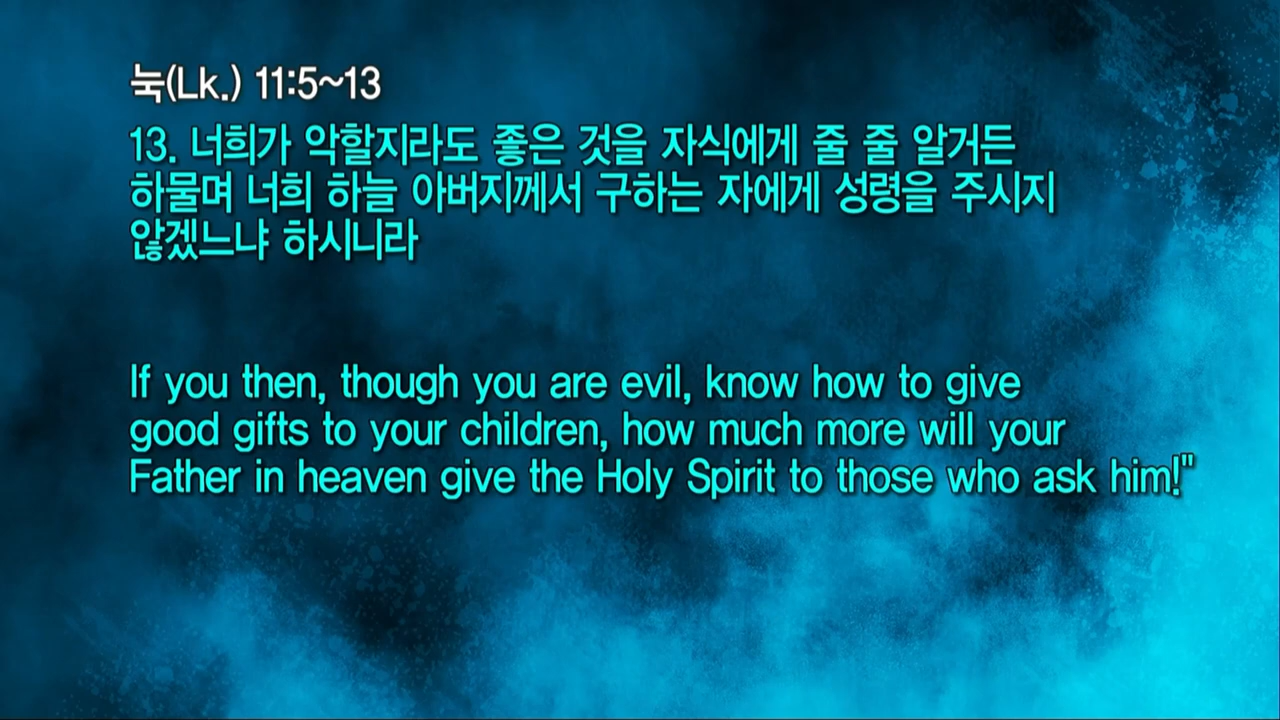 눅(Lk.) 11:5~13
13. 너희가 악할지라도 좋은 것을 자식에게 줄 줄 알거든
하물며 너희 하늘 아버지께서 구하는 자에게 성령을 주시지
않겠느냐 하시니라
If you then, though you are evil, know how to give
good gifts to your children, how much more will your
Father in heaven give the Holy Spirit to those who ask him!"